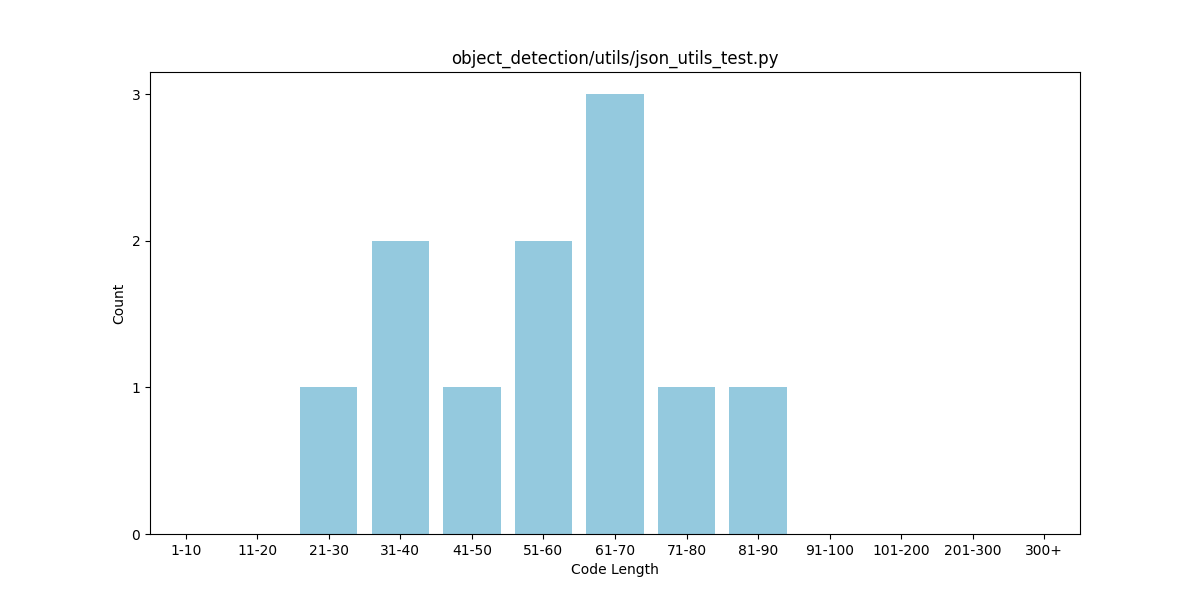 object_detection/utils/json_utils_test.py
Count
3
2
1
0
1-10 11-20 21-30 31-40 41-50 51-60 61-70 71-80 81-90 91-100 101-200 201-300 300+
Code Length